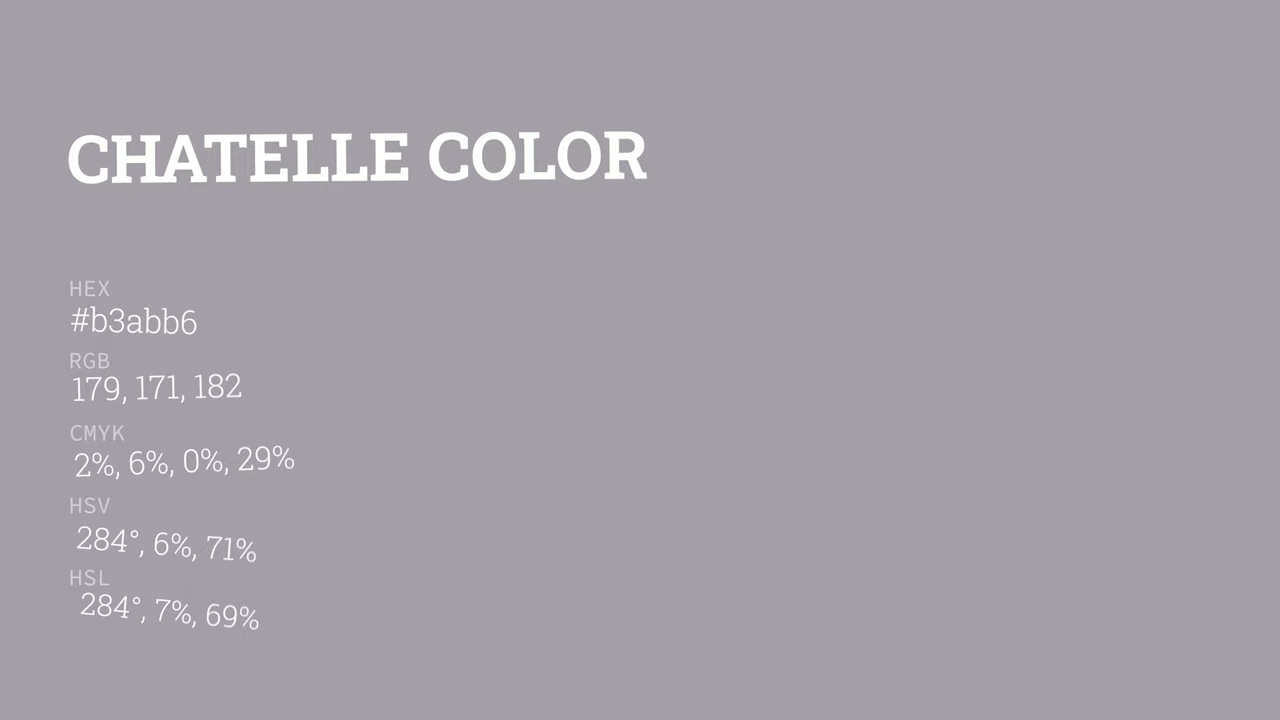 CHATELLE COLOR
HEX
#b3abb6
RGB
179, 171, 182
CMYK
2%, 6%, 0%, 29%
HSV
284°, 6%, 71%
HSL
284°, 7%, 69%